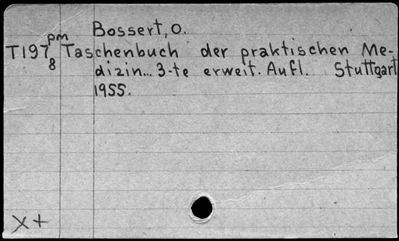 pm Bossert, O.
T197 Taschenbuch der praktischen Me-
8 dizin... 3-te erweit. Aufl. Stuttgart
1955.
X+